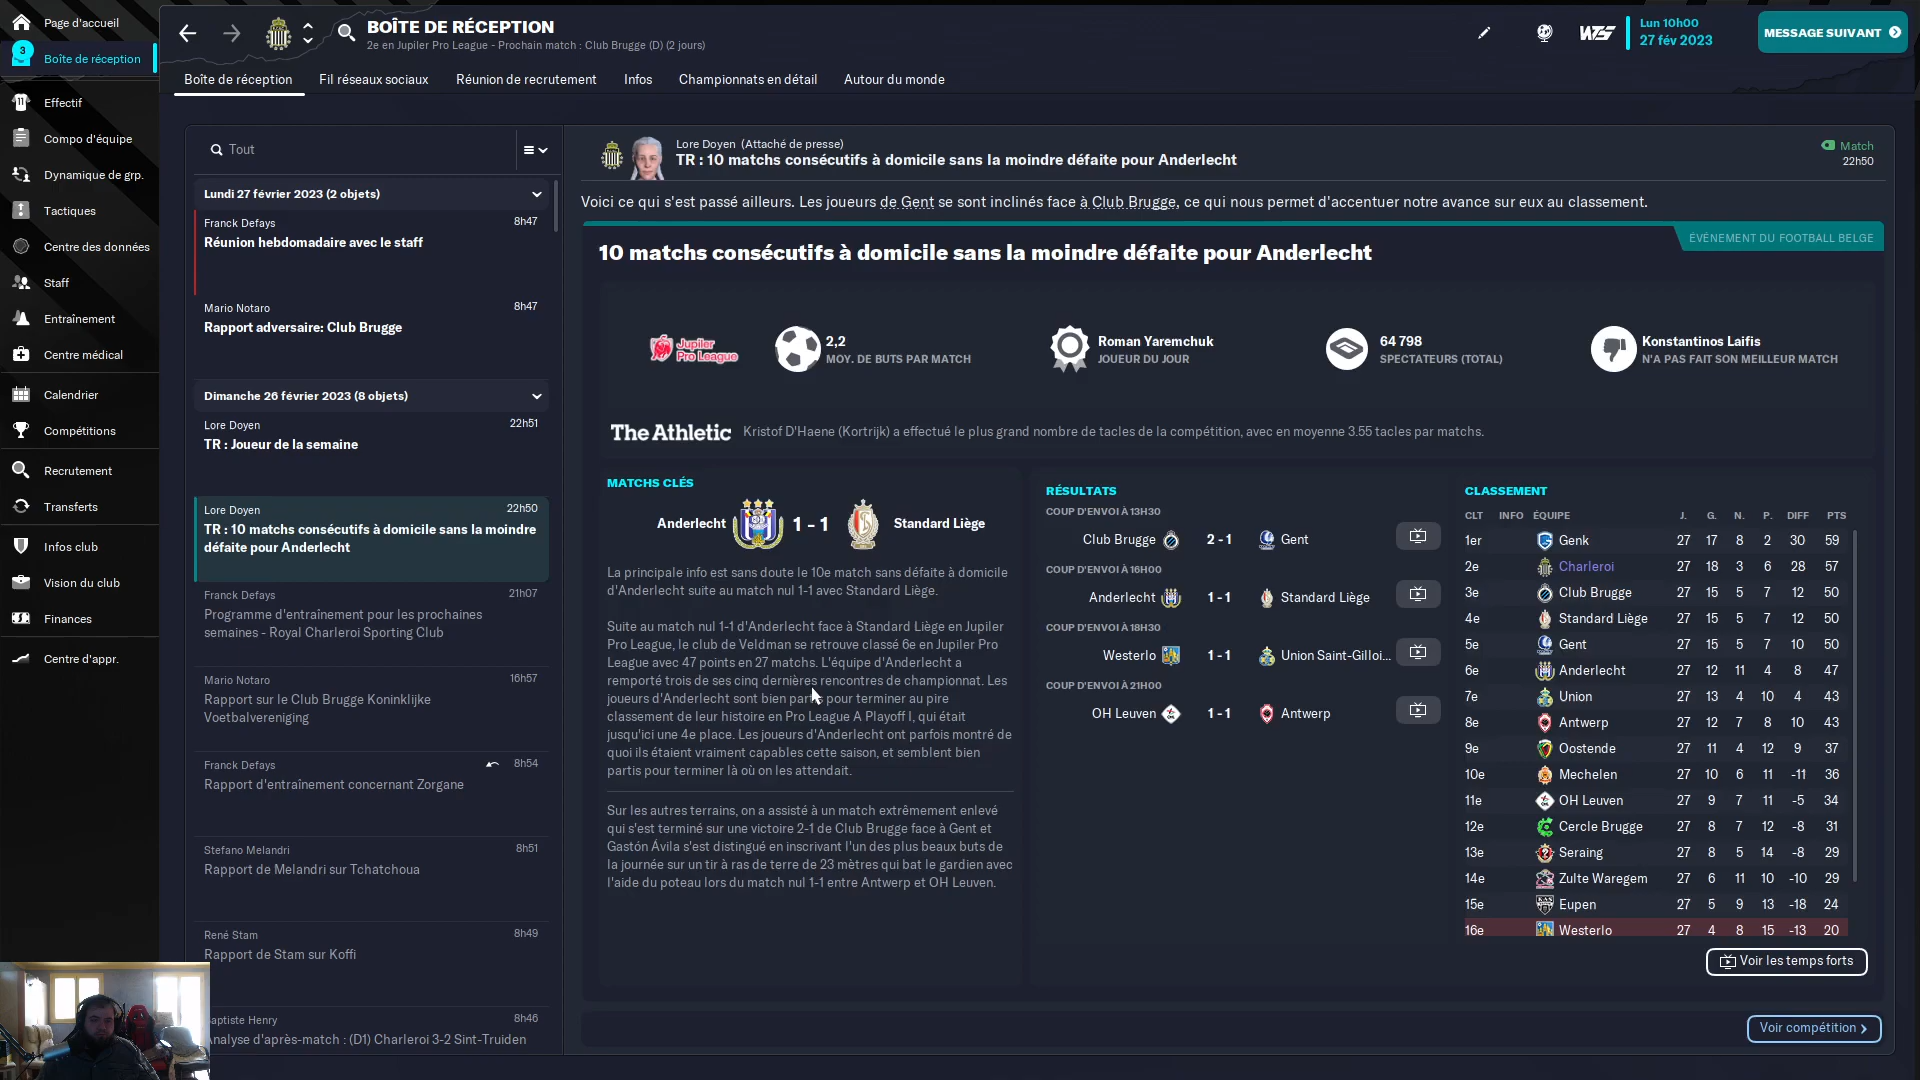 Page d'accueil
3
Boîte de réception
Effectif
Compo d'équipe
Dynamique de grp.
Tactiques
Centre des données
Staff
Entraînement
Centre médical
Calendrier
Compétitions
Recrutement
Transferts
Infos club
Vision du club
Finances
Centre d'appr.
BOÎTE DE RÉCEPTION
2e en Jupiler Pro League - Prochain match : Club Brugge (D) (2 jours)
Lun 10h00
27 fév 2023
MESSAGE SUIVANT
Boîte de réception Fil réseaux sociaux Réunion de recrutement Infos Championnats en détail Autour du monde
Tout
Lundi 27 février 2023 (2 objets)
Franck Defays 8h47
Réunion hebdomadaire avec le staff
Mario Notaro 8h47
Rapport adversaire: Club Brugge
Dimanche 26 février 2023 (8 objets)
Lore Doyen 22h51
TR : Joueur de la semaine
Lore Doyen 22h50
TR : 10 matchs consécutifs à domicile sans la moindre
défaite pour Anderlecht
Franck Defays 21h07
Programme d'entraînement pour les prochaines
semaines - Royal Charleroi Sporting Club
Mario Notaro 16h57
Rapport sur le Club Brugge Koninklijke
Voetbalvereniging
Franck Defays 8h54
Rapport d'entraînement concernant Zorgane
Stefano Melandri 8h51
Rapport de Melandri sur Tchatchoua
René Stam 8h49
Rapport de Stam sur Koffi
Baptiste Henry 8h46
Analyse d'après-match : (D1) Charleroi 3-2 Sint-Truiden
Lore Doyen (Attaché de presse)
TR : 10 matchs consécutifs à domicile sans la moindre défaite pour Anderlecht
Match
22h50
Voici ce qui s'est passé ailleurs. Les joueurs de Gent se sont inclinés face à Club Brugge, ce qui nous permet d'accentuer notre avance sur eux au classement.
ÉVÉNEMENT DU FOOTBALL BELGE
10 matchs consécutifs à domicile sans la moindre défaite pour Anderlecht
Jupiler
Pro League
2,2
MOY. DE BUTS PAR MATCH
Roman Yaremchuk
JOUEUR DU JOUR
64 798
SPECTATEURS (TOTAL)
Konstantinos Laifis
N'A PAS FAIT SON MEILLEUR MATCH
The Athletic Kristof D'Haene (Kortrijk) a effectué le plus grand nombre de tacles de la compétition, avec en moyenne 3.55 tacles par matchs.
MATCHS CLÉS
Anderlecht 1 - 1 Standard Liège
La principale info est sans doute le 10e match sans défaite à domicile
d'Anderlecht suite au match nul 1-1 avec Standard Liège.
Suite au match nul 1-1 d'Anderlecht face à Standard Liège en Jupiler
Pro League, le club de Veldman se retrouve classé 6e en Jupiler Pro
League avec 47 points en 27 matchs. L'équipe d'Anderlecht a
remporté trois de ses cinq dernières rencontres de championnat. Les
joueurs d'Anderlecht sont bien partis pour terminer au pire
classement de leur histoire en Pro League A Playoff I, qui était
jusqu'ici une 4e place. Les joueurs d'Anderlecht ont parfois montré de
quoi ils étaient vraiment capables cette saison, et semblent bien
partis pour terminer là où on les attendait.
Sur les autres terrains, on a assisté à un match extrêmement enlevé
qui s'est terminé sur une victoire 2-1 de Club Brugge face à Gent et
Gastón Ávila s'est distingué en inscrivant l'un des plus beaux buts de
la journée sur un tir à ras de terre de 23 mètres qui bat le gardien avec
l'aide du poteau lors du match nul 1-1 entre Antwerp et OH Leuven.
RÉSULTATS
COUP D'ENVOI À 13H30
Club Brugge 2 - 1 Gent
COUP D'ENVOI À 16H00
Anderlecht 1 - 1 Standard Liège
COUP D'ENVOI À 18H30
Westerlo 1 - 1 Union Saint-Gilloi...
COUP D'ENVOI À 21H00
OH Leuven 1 - 1 Antwerp
CLASSEMENT
CLT INFO ÉQUIPE J. G. N. P. DIFF PTS
1er Genk 27 17 8 2 30 59
2e Charleroi 27 18 3 6 28 57
3e Club Brugge 27 15 5 7 12 50
4e Standard Liège 27 15 5 7 12 50
5e Gent 27 15 5 7 10 50
6e Anderlecht 27 12 11 4 8 47
7e Union 27 13 4 10 4 43
8e Antwerp 27 12 7 8 10 43
9e Oostende 27 11 4 12 9 37
10e Mechelen 27 10 6 11 -11 36
11e OH Leuven 27 9 7 11 -5 34
12e Cercle Brugge 27 8 7 12 -8 31
13e Seraing 27 8 5 14 -8 29
14e Zulte Waregem 27 6 11 10 -10 29
15e Eupen 27 5 9 13 -18 24
16e Westerlo 27 4 8 15 -13 20
Voir les temps forts
Voir compétition